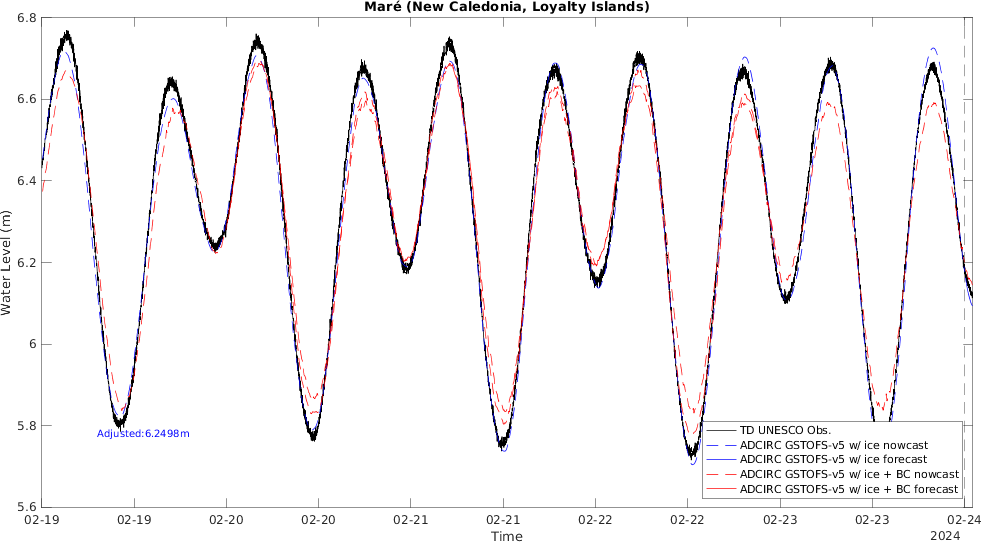 Maré (New Caledonia, Loyalty Islands)
6.8
6.6
6.4
6.2
6
5.8
5.6
Water Level (m)
Adjusted:6.2498m
TD UNESCO Obs.
ADCIRC GSTOFS-v5 w/ ice nowcast
ADCIRC GSTOFS-v5 w/ ice forecast
ADCIRC GSTOFS-v5 w/ ice + BC nowcast
ADCIRC GSTOFS-v5 w/ ice + BC forecast
02-19 02-19 02-20 02-20 02-21 02-21 02-22 02-22 02-23 02-23 02-24
Time
2024